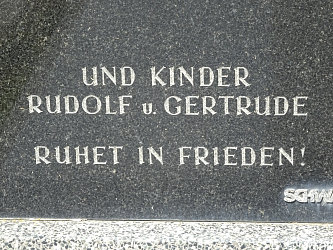 UND KINDER
RUDOLF u. GERTRUDE
RUHET IN FRIEDEN!